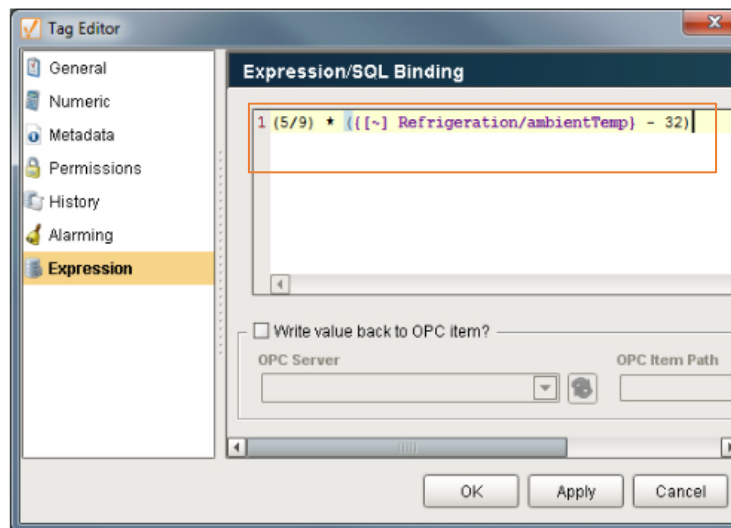 Tag Editor
General
Numeric
Metadata
Permissions
History
Alarming
Expression
Expression/SQL Binding
1 (5/9) * ({[~] Refrigeration/ambientTemp} - 32)
Write value back to OPC item?
OPC Server
OPC Item Path
OK
Apply
Cancel